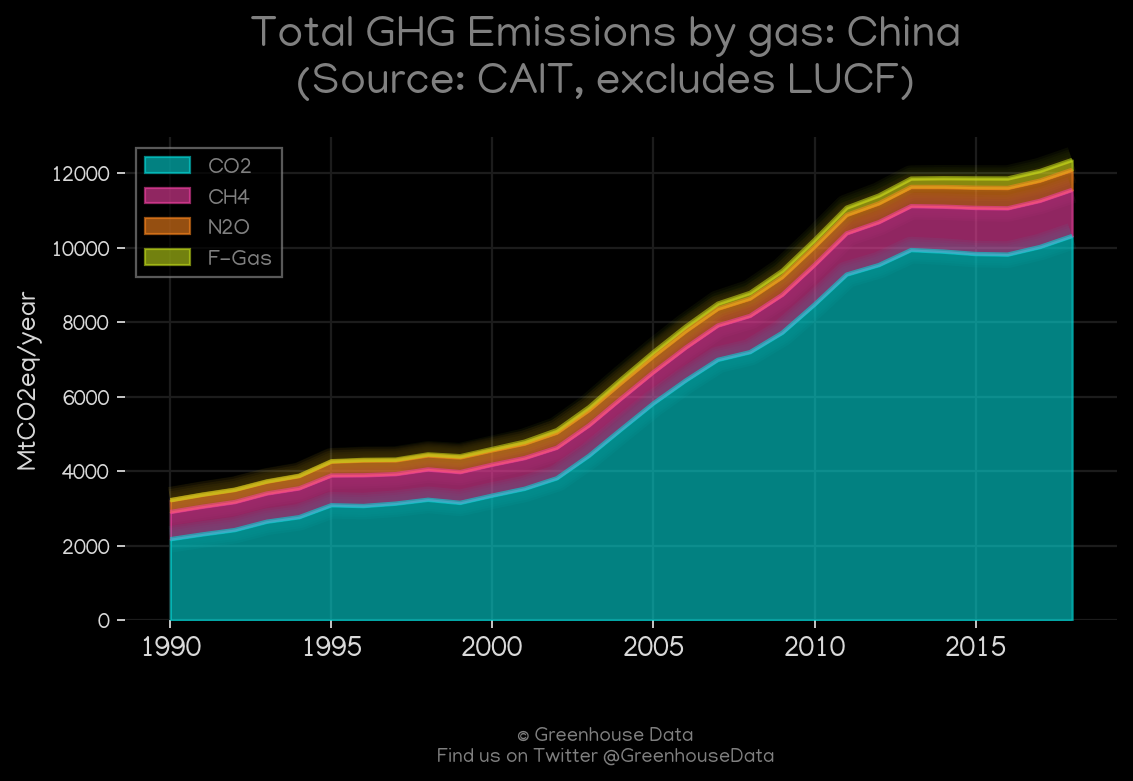 Total GHG Emissions by gas: China
(Source: CAIT, excludes LUCF)
CO2
CH4
N2O
F-Gas
MtCO2eq/year
12000
10000
8000
6000
4000
2000
0
1990 1995 2000 2005 2010 2015
© Greenhouse Data
Find us on Twitter @GreenhouseData